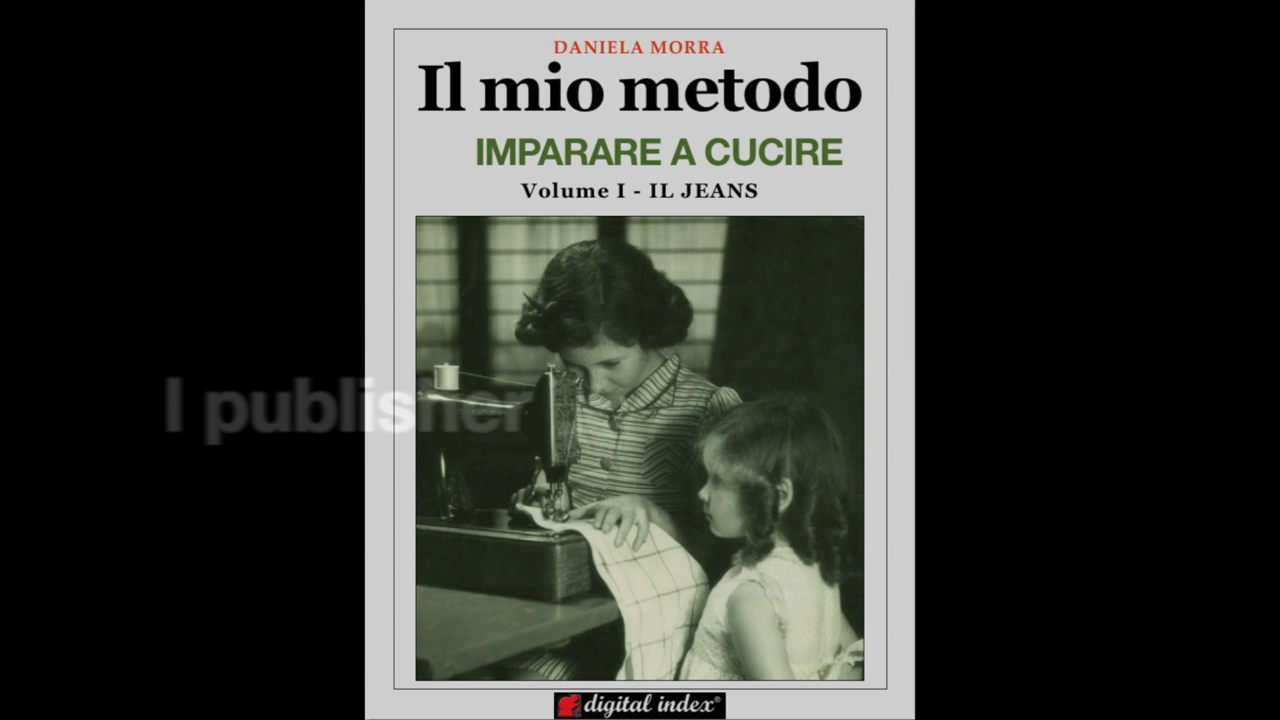 DANIELA MORRA
Il mio metodo
IMPARARE A CUCIRE
Volume I - IL JEANS
I publisher
digital index®